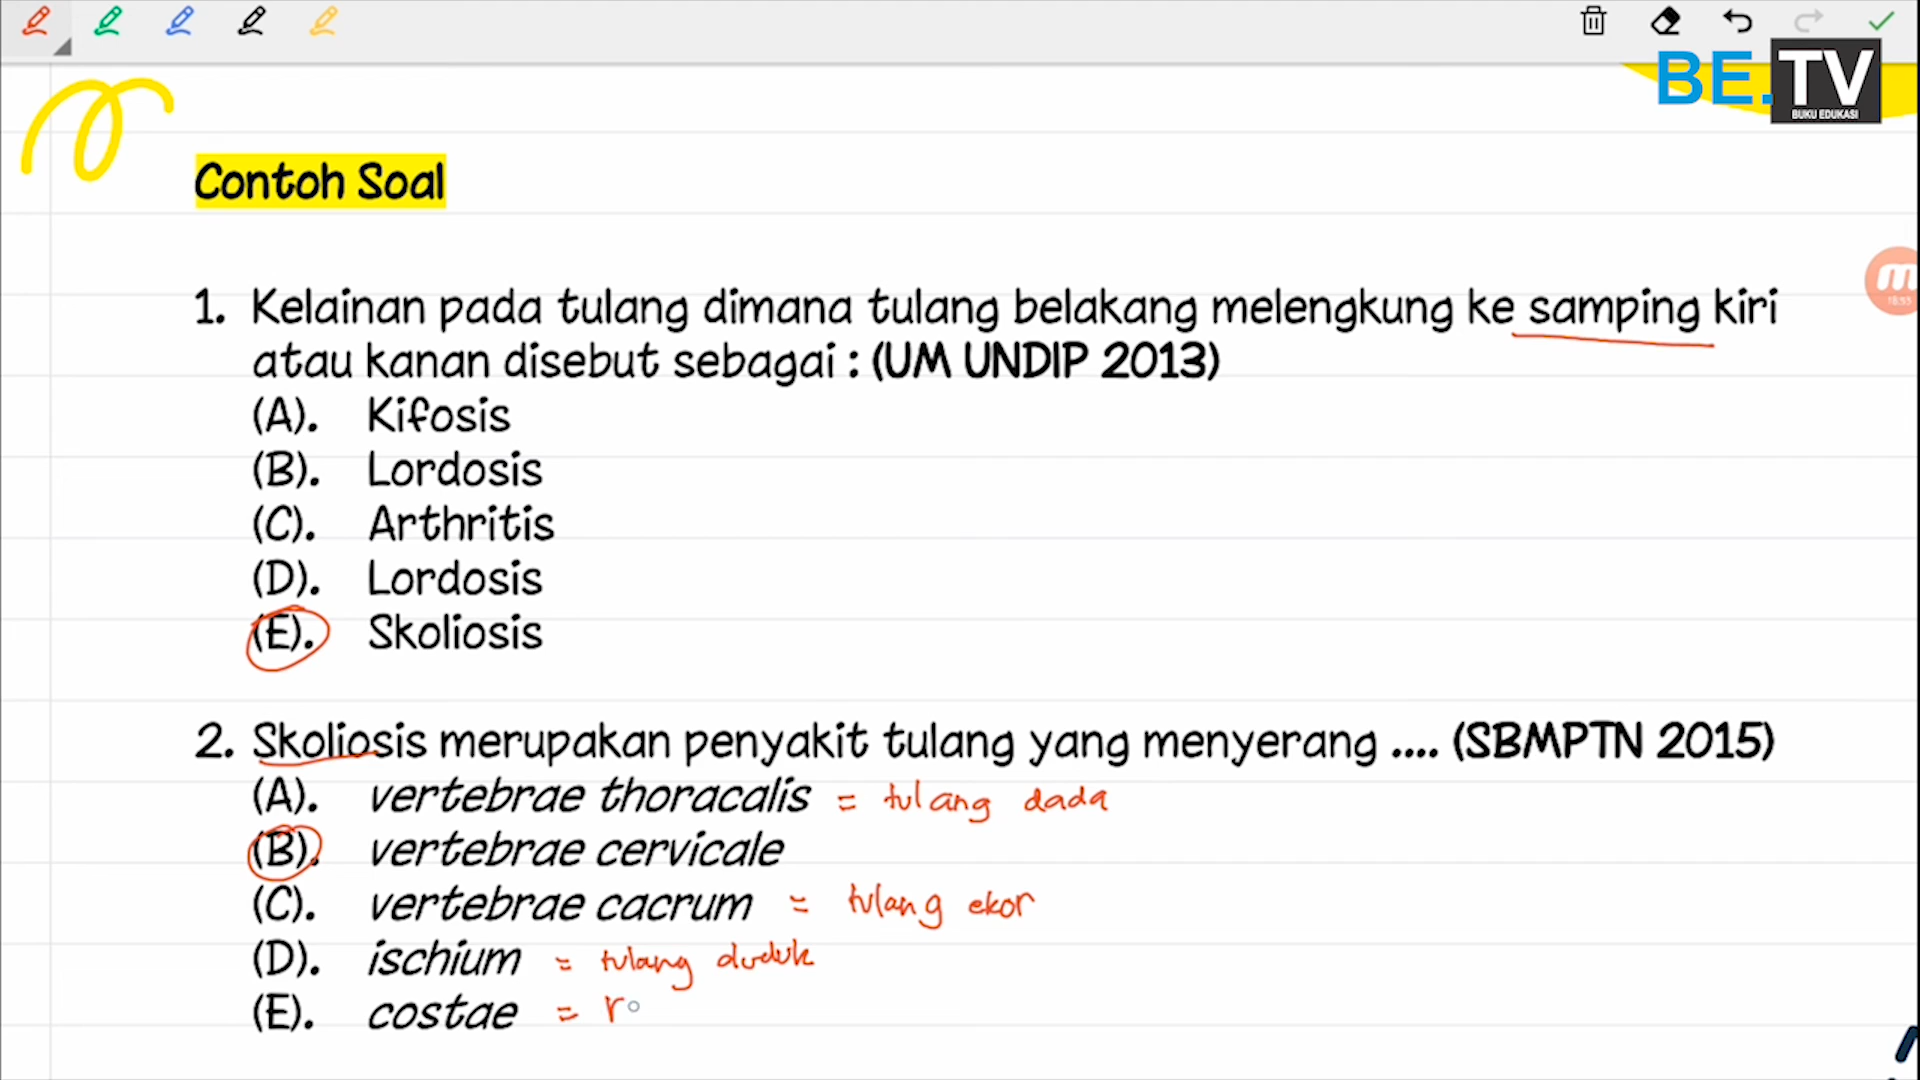 BE.TV
BUKU EDUKASI
Contoh Soal
1. Kelainan pada tulang dimana tulang belakang melengkung ke samping kiri
atau kanan disebut sebagai : (UM UNDIP 2013)
(A). Kifosis
(B). Lordosis
(C). Arthritis
(D). Lordosis
(E). Skoliosis
2. Skoliosis merupakan penyakit tulang yang menyerang .... (SBMPTN 2015)
(A). vertebrae thoracalis = tulang dada
(B). vertebrae cervicale
(C). vertebrae cacrum = tulang ekor
(D). ischium = tulang duduk
(E). costae = r